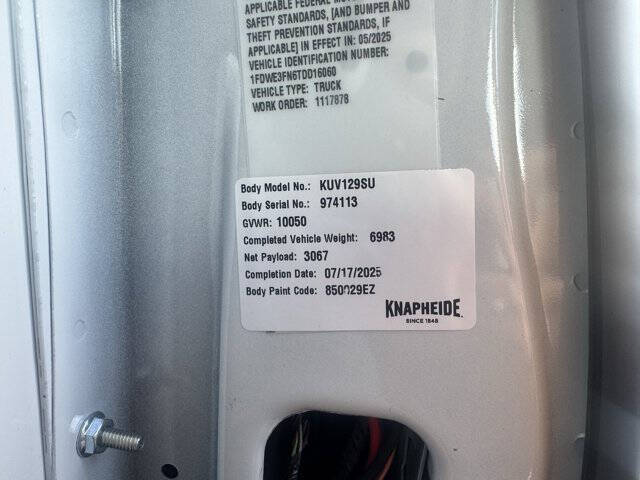 APPLICABLE FEDERAL MOTOR
SAFETY STANDARDS, [AND BUMPER AND
THEFT PREVENTION STANDARDS, IF
APPLICABLE] IN EFFECT IN: 05/2025
VEHICLE IDENTIFICATION NUMBER:
1FDWE3FN6TDD16060
VEHICLE TYPE: TRUCK
WORK ORDER: 1117878
Body Model No.: KUV129SU
Body Serial No.: 974113
GVWR: 10050
Completed Vehicle Weight: 6983
Net Payload: 3067
Completion Date: 07/17/2025
Body Paint Code: 850029EZ
KNAPHEIDE.
SINCE 1848